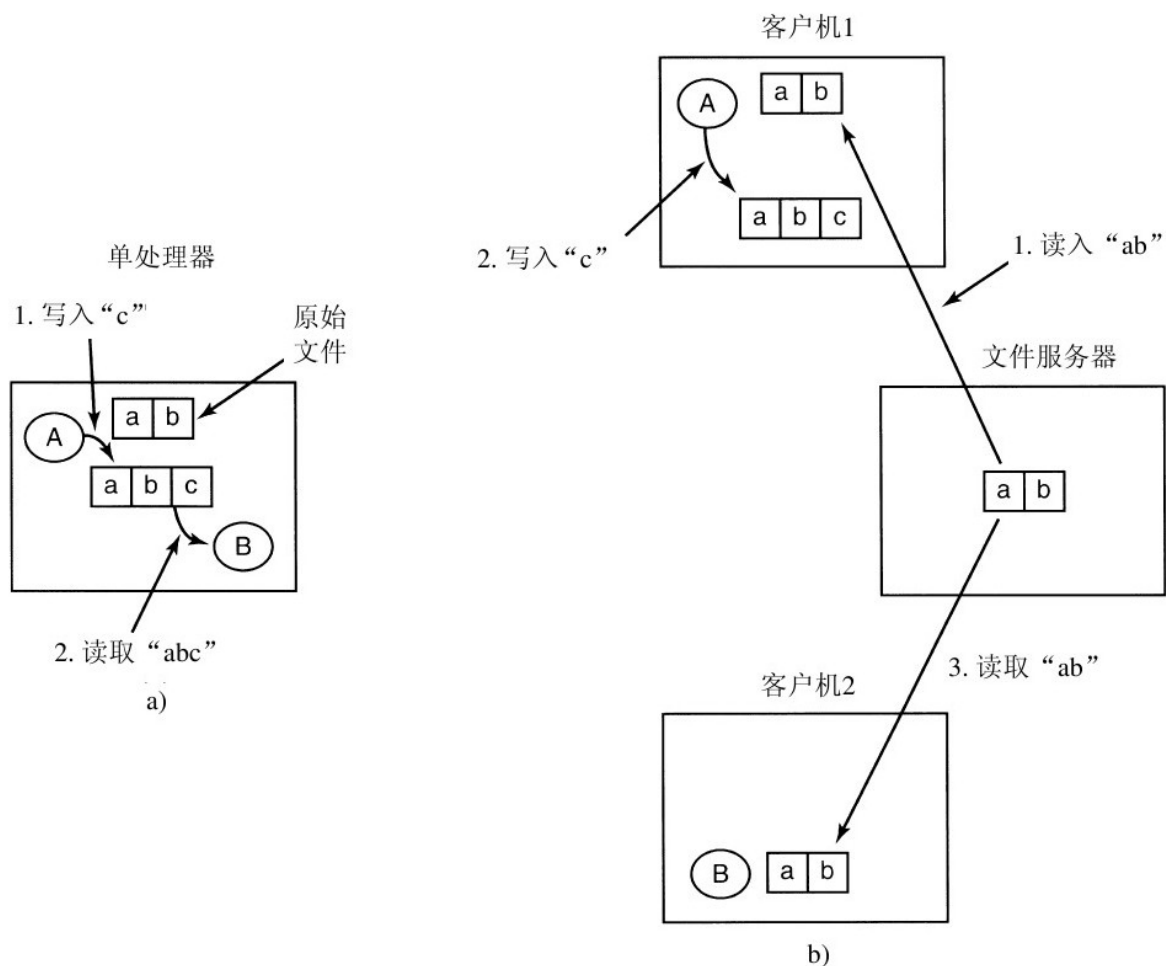 单处理器
1. 写入“c”
原始
文件
A
a b
a b c
B
2. 读取“abc”
a)
客户机1
A
a b
a b c
2. 写入“c”
1. 读入“ab”
文件服务器
a b
3. 读取“ab”
客户机2
B
a b
b)